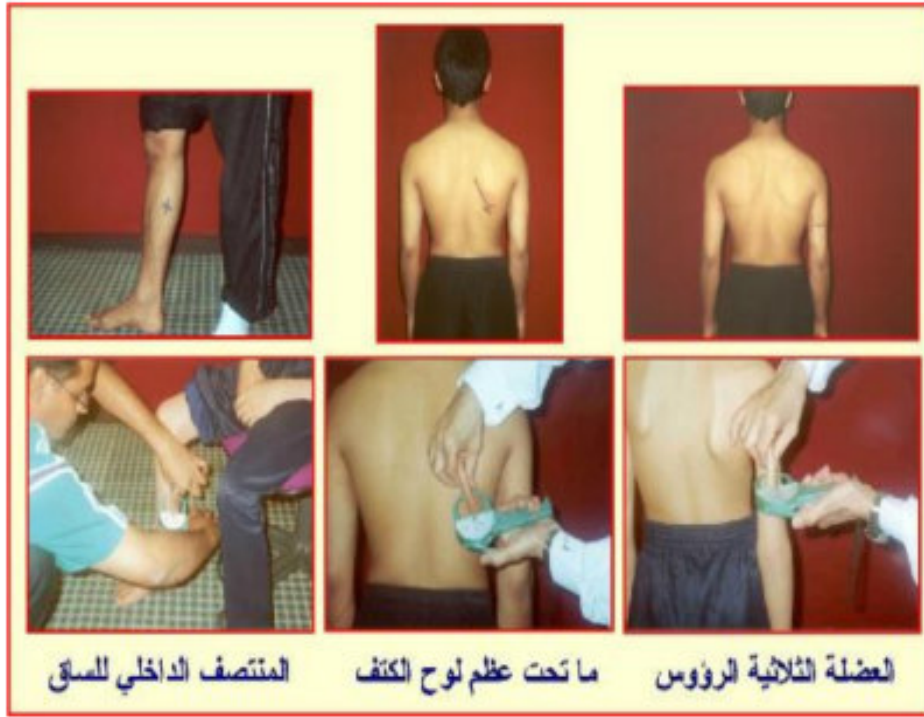 العضلة الثلاثية الرؤوس
ما تحت عظم لوح الكتف
المنتصف الداخلي للساق